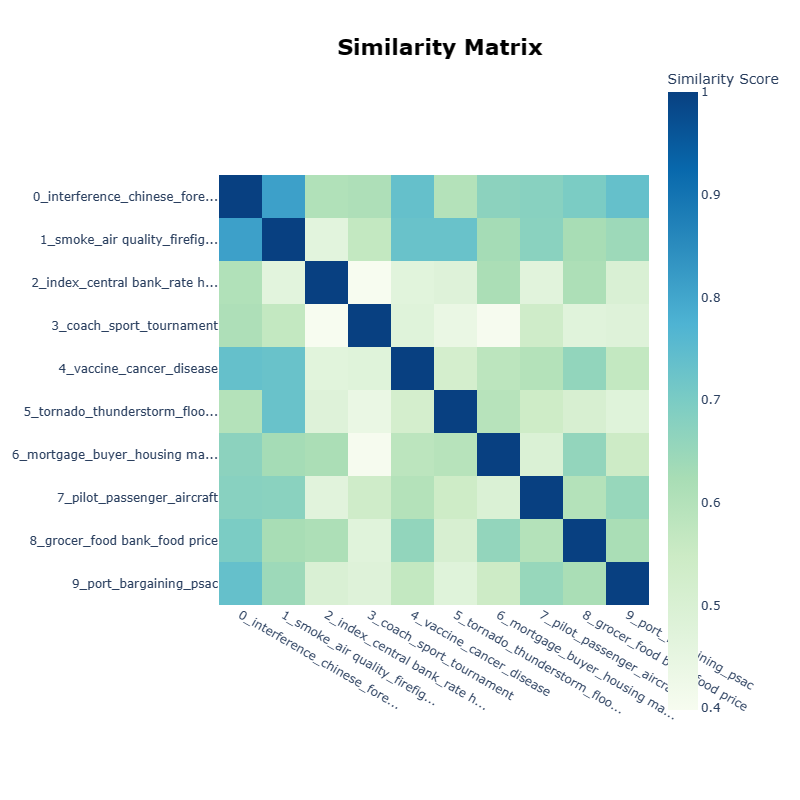 Similarity Matrix
Similarity Score
1
0.9
0.8
0.7
0.6
0.5
0.4
0_interference_chinese_fore...
1_smoke_air quality_firefig...
2_index_central bank_rate h...
3_coach_sport_tournament
4_vaccine_cancer_disease
5_tornado_thunderstorm_floo...
6_mortgage_buyer_housing ma...
7_pilot_passenger_aircraft
8_grocer_food bank_food price
9_port_bargaining_psac
0_interference_chinese_fore...
1_smoke_air quality_firefig...
2_index_central bank_rate h...
3_coach_sport_tournament
4_vaccine_cancer_disease
5_tornado_thunderstorm_floo...
6_mortgage_buyer_housing ma...
7_pilot_passenger_aircraft
8_grocer_food bank_food price
9_port_bargaining_psac